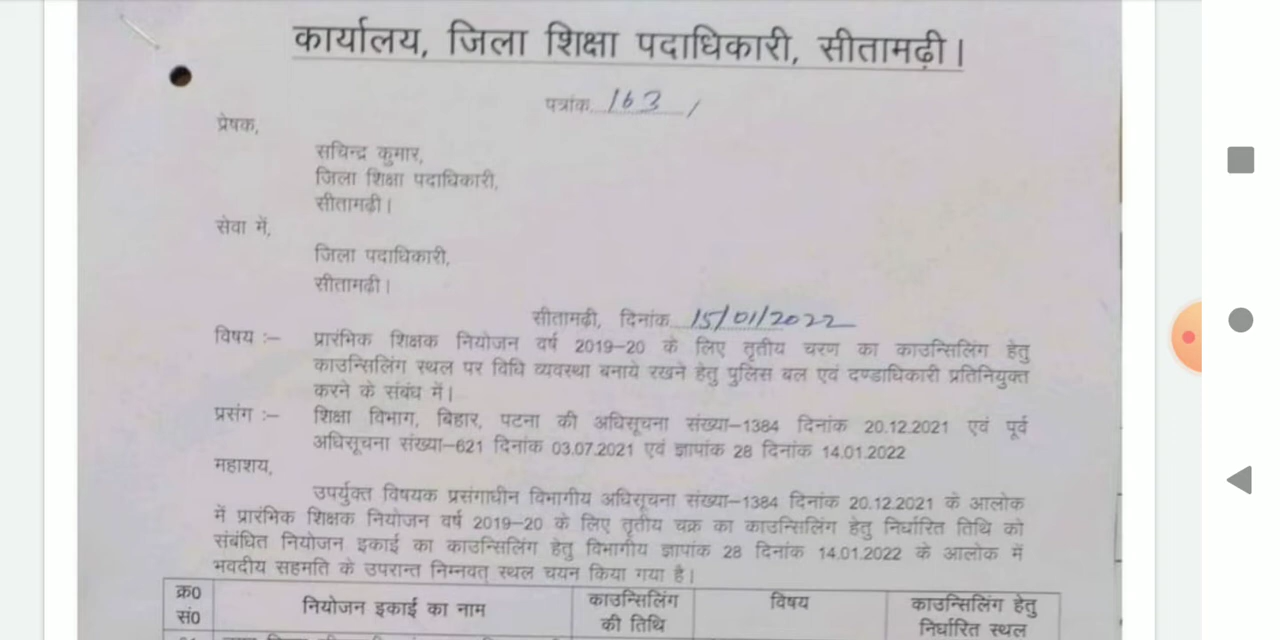 कार्यालय, जिला शिक्षा पदाधिकारी, सीतामढ़ी।
पत्रांक 163 /
प्रेषक,
सचिन्द्र कुमार,
जिला शिक्षा पदाधिकारी,
सीतामढ़ी।
सेवा में,
जिला पदाधिकारी,
सीतामढ़ी।
सीतामढ़ी, दिनांक 15/01/2022
विषय :– प्रारंभिक शिक्षक नियोजन वर्ष 2019–20 के लिए तृतीय चरण का काउन्सिलिंग हेतु
काउन्सिलिंग स्थल पर विधि व्यवस्था बनाये रखने हेतु पुलिस बल एवं दण्डाधिकारी प्रतिनियुक्त
करने के संबंध में।
प्रसंग :– शिक्षा विभाग, बिहार, पटना की अधिसूचना संख्या–1384 दिनांक 20.12.2021 एवं पूर्व
अधिसूचना संख्या–621 दिनांक 03.07.2021 एवं ज्ञापांक 28 दिनांक 14.01.2022
महाशय,
उपर्युक्त विषयक प्रसंगाधीन विभागीय अधिसूचना संख्या–1384 दिनांक 20.12.2021 के आलोक
में प्रारंभिक शिक्षक नियोजन वर्ष 2019–20 के लिए तृतीय चक्र का काउन्सिलिंग हेतु निर्धारित तिथि को
संबंधित नियोजन इकाई का काउन्सिलिंग हेतु विभागीय ज्ञापांक 28 दिनांक 14.01.2022 के आलोक में
भवदीय सहमति के उपरान्त निम्नवत् स्थल चयन किया गया है।
क्र0 नियोजन इकाई का नाम काउन्सिलिंग विषय काउन्सिलिंग हेतु
सं0 की तिथि निर्धारित स्थल